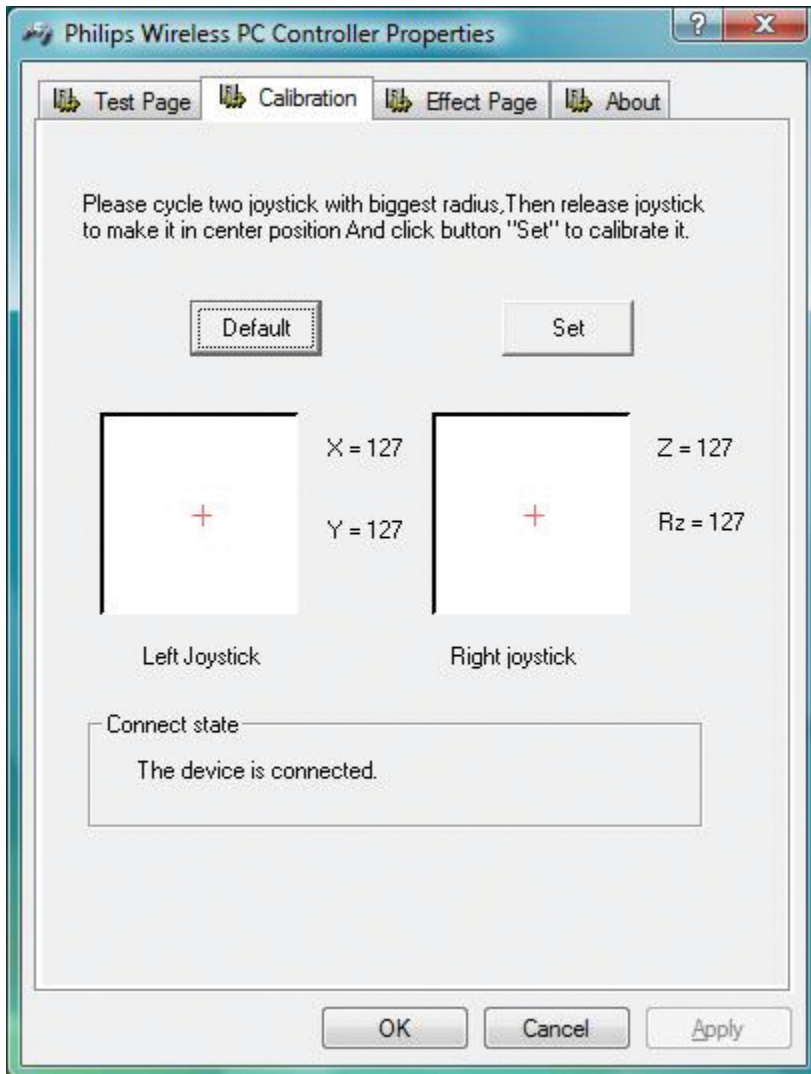 Philips Wireless PC Controller Properties
?
X
Test Page
Calibration
Effect Page
About
Please cycle two joystick with biggest radius,Then release joystick
to make it in center position And click button "Set" to calibrate it.
Default
Set
X = 127
Z = 127
Y = 127
Rz = 127
Left Joystick
Right joystick
Connect state
The device is connected.
OK
Cancel
Apply